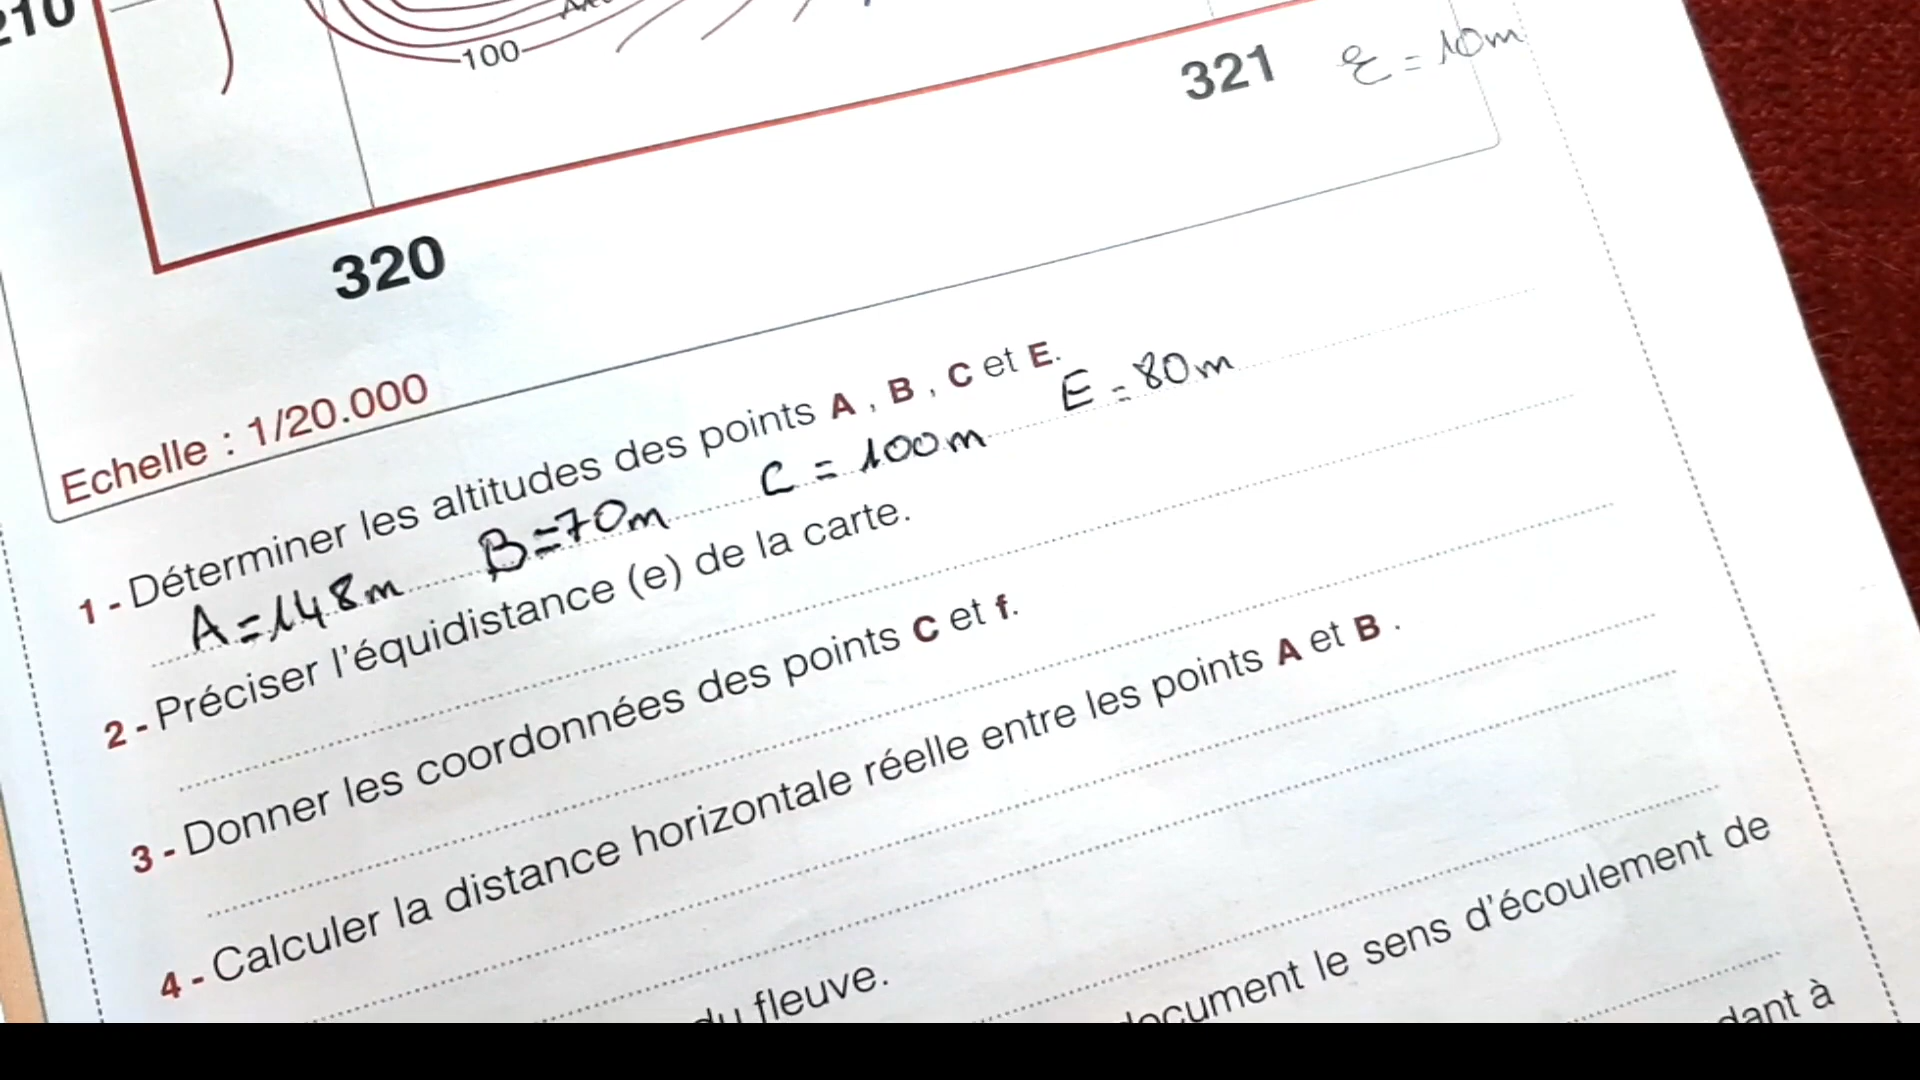 210
100
321 E = 10m
320
Echelle : 1/20.000
1 - Déterminer les altitudes des points A , B , C et E.
A = 148m B = 70m C = 100m E = 80m
2 - Préciser l'équidistance (e) de la carte.
3 - Donner les coordonnées des points C et f.
4 - Calculer la distance horizontale réelle entre les points A et B .
du fleuve.
document le sens d'écoulement de
dant à